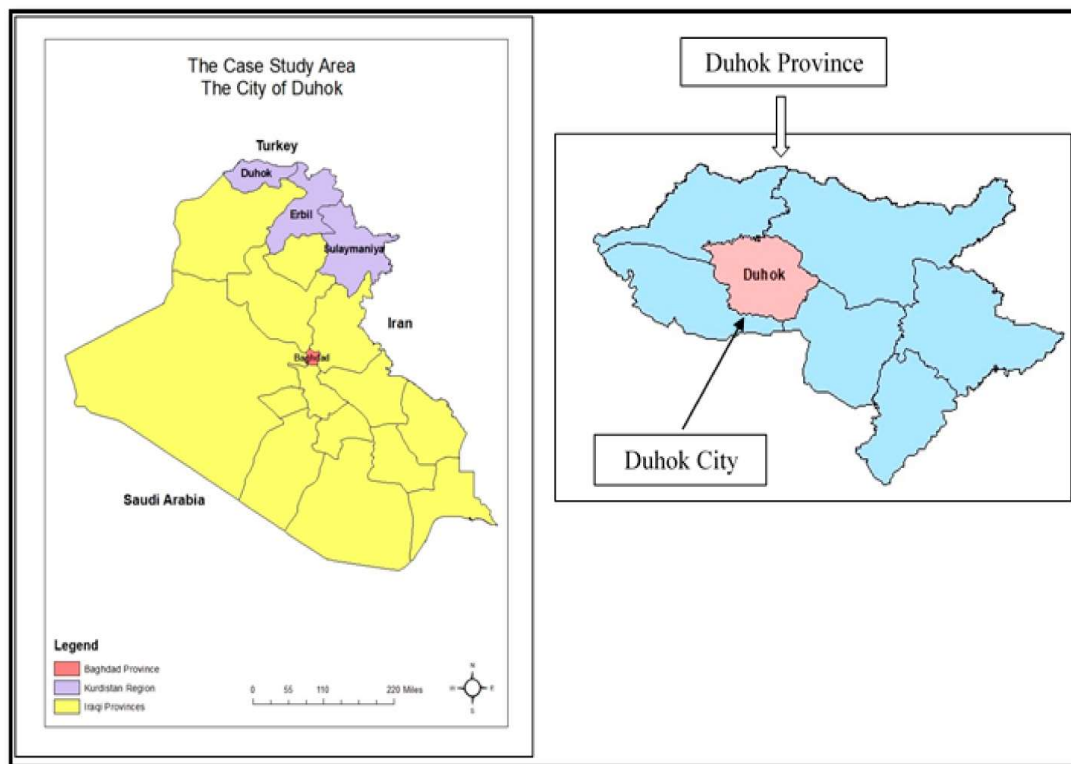 The Case Study Area
The City of Duhok
Turkey
Duhok
Erbil
Sulaymaniya
Iran
Baghdad
Saudi Arabia
Legend
Baghdad Province
Kurdistan Region
Iraqi Provinces
0 55 110 220 Miles
N
W E
S
Duhok Province
Duhok
Duhok City